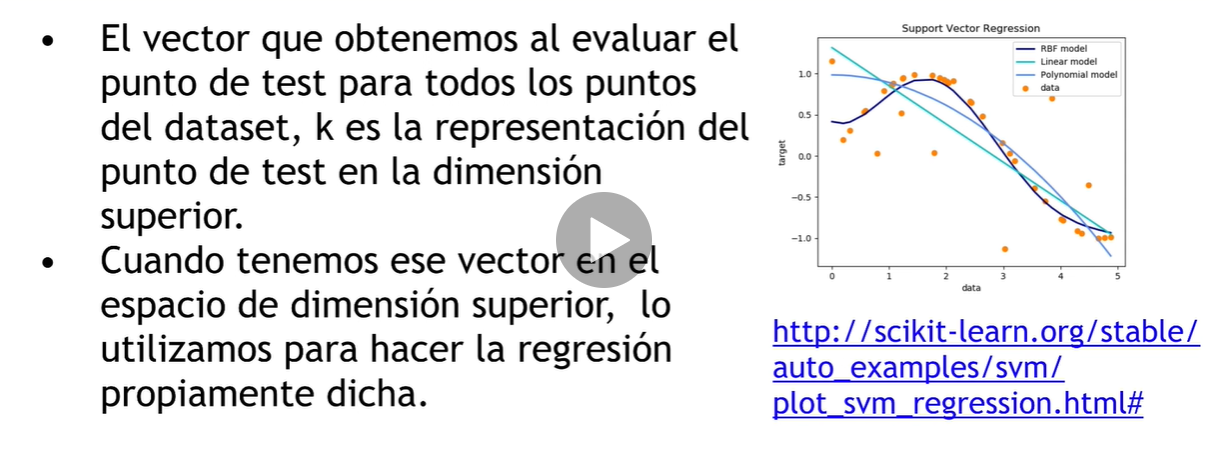 • El vector que obtenemos al evaluar el
punto de test para todos los puntos
del dataset, k es la representación del
punto de test en la dimensión
superior.
• Cuando tenemos ese vector en el
espacio de dimensión superior,  lo
utilizamos para hacer la regresión
propiamente dicha.
Support Vector Regression
RBF model
Linear model
Polynomial model
data
target
1.0
0.5
0.0
−0.5
−1.0
0 1 2 3 4 5
data
http://scikit-learn.org/stable/
auto_examples/svm/
plot_svm_regression.html#